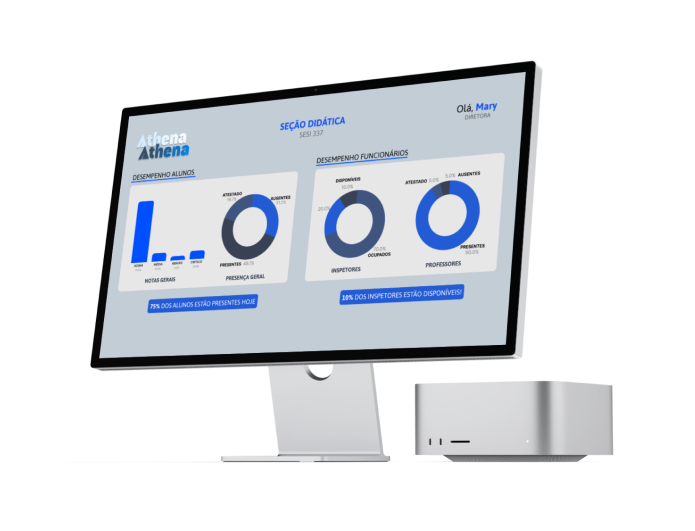 Athena
Athena
SEÇÃO DIDÁTICA
SESI 337
Olá, Mary
DIRETORA
DESEMPENHO ALUNOS
DESEMPENHO FUNCIONÁRIOS
ATESTADO
AUSENTES
PRESENTES
NOTAS GERAIS
PRESENÇA GERAL
DISPONÍVEIS
10,0%
20,0%
70,0%
OCUPADOS
INSPETORES
ATESTADO 5,0%
5,0% AUSENTES
PRESENTES
90,0%
PROFESSORES
75% DOS ALUNOS ESTÃO PRESENTES HOJE
10% DOS INSPETORES ESTÃO DISPONÍVEIS!